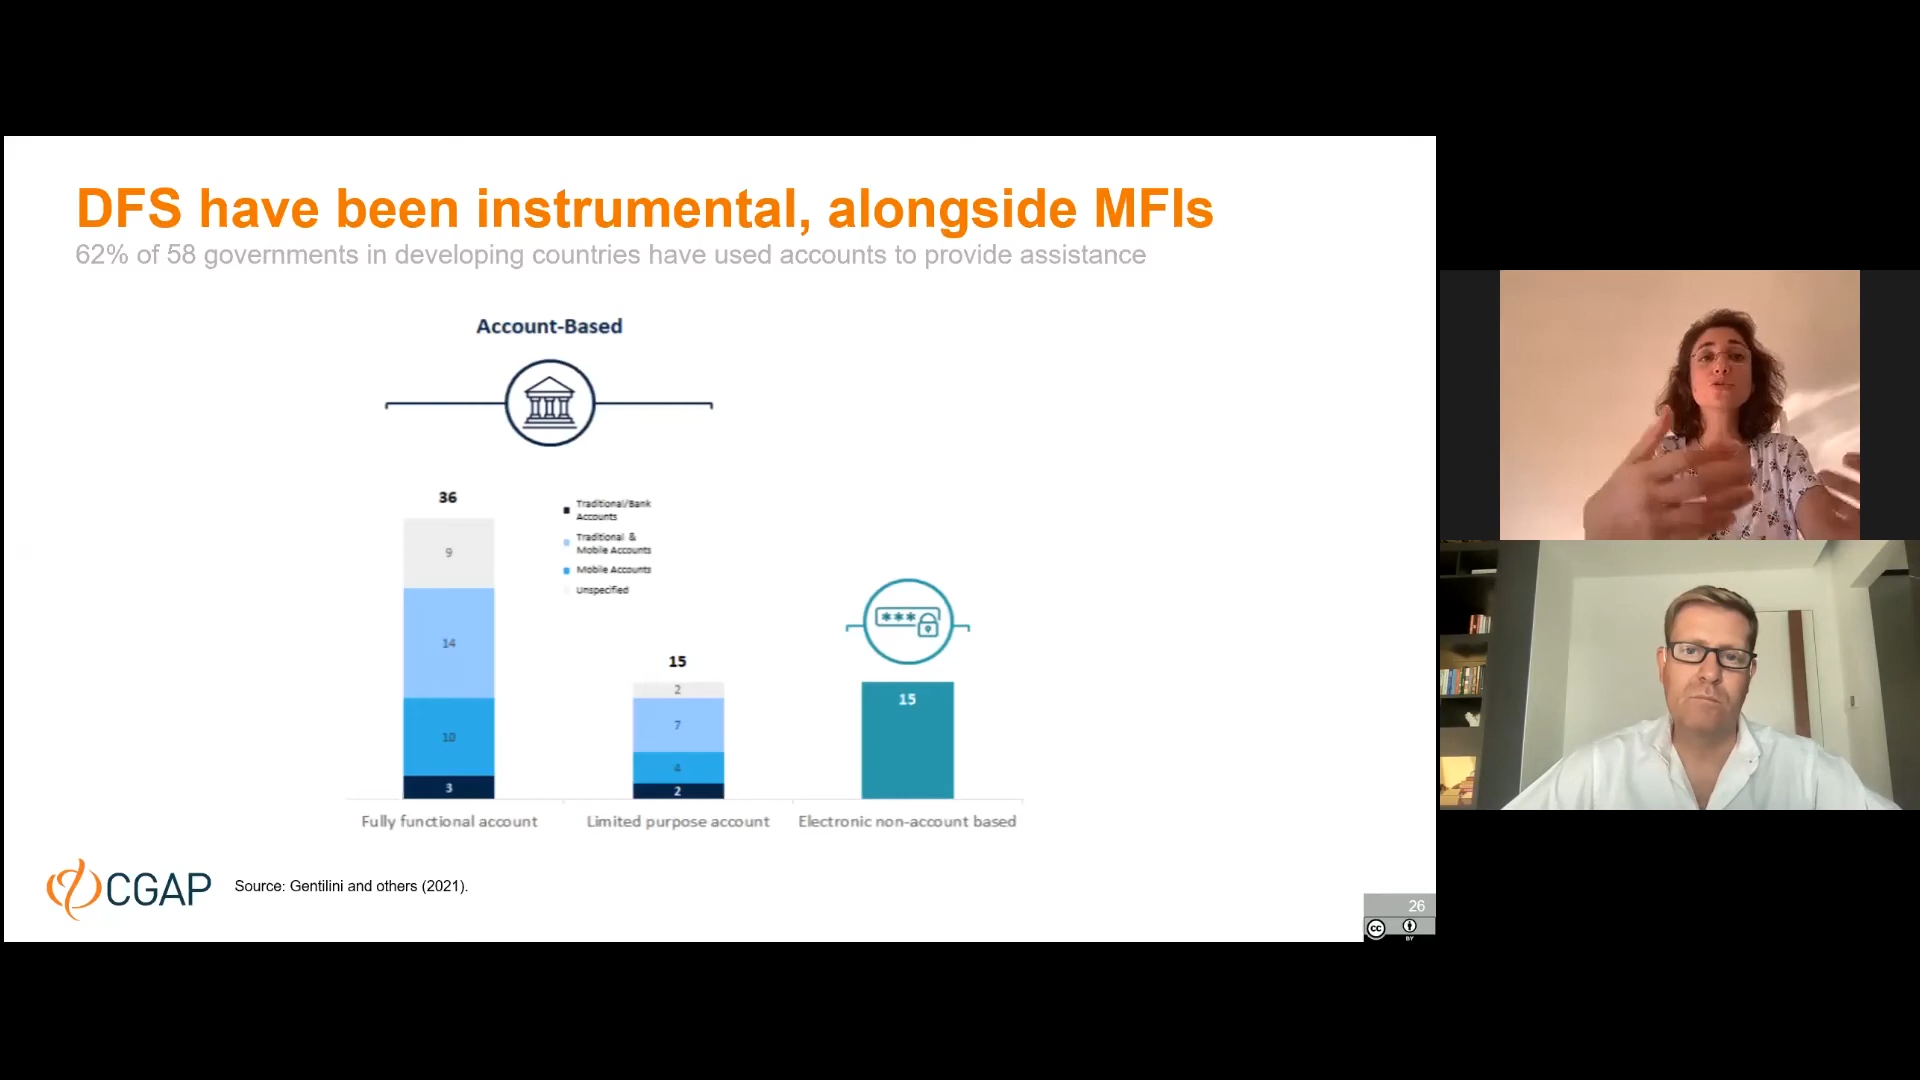 DFS have been instrumental, alongside MFIs
62% of 58 governments in developing countries have used accounts to provide assistance
Account-Based
36
9
14
10
3
Traditional/Bank
Accounts
Traditional &
Mobile Accounts
Mobile Accounts
Unspecified
15
2
7
4
2
***
15
Fully functional account
Limited purpose account
Electronic non-account based
CGAP
Source: Gentilini and others (2021).
26
cc
BY